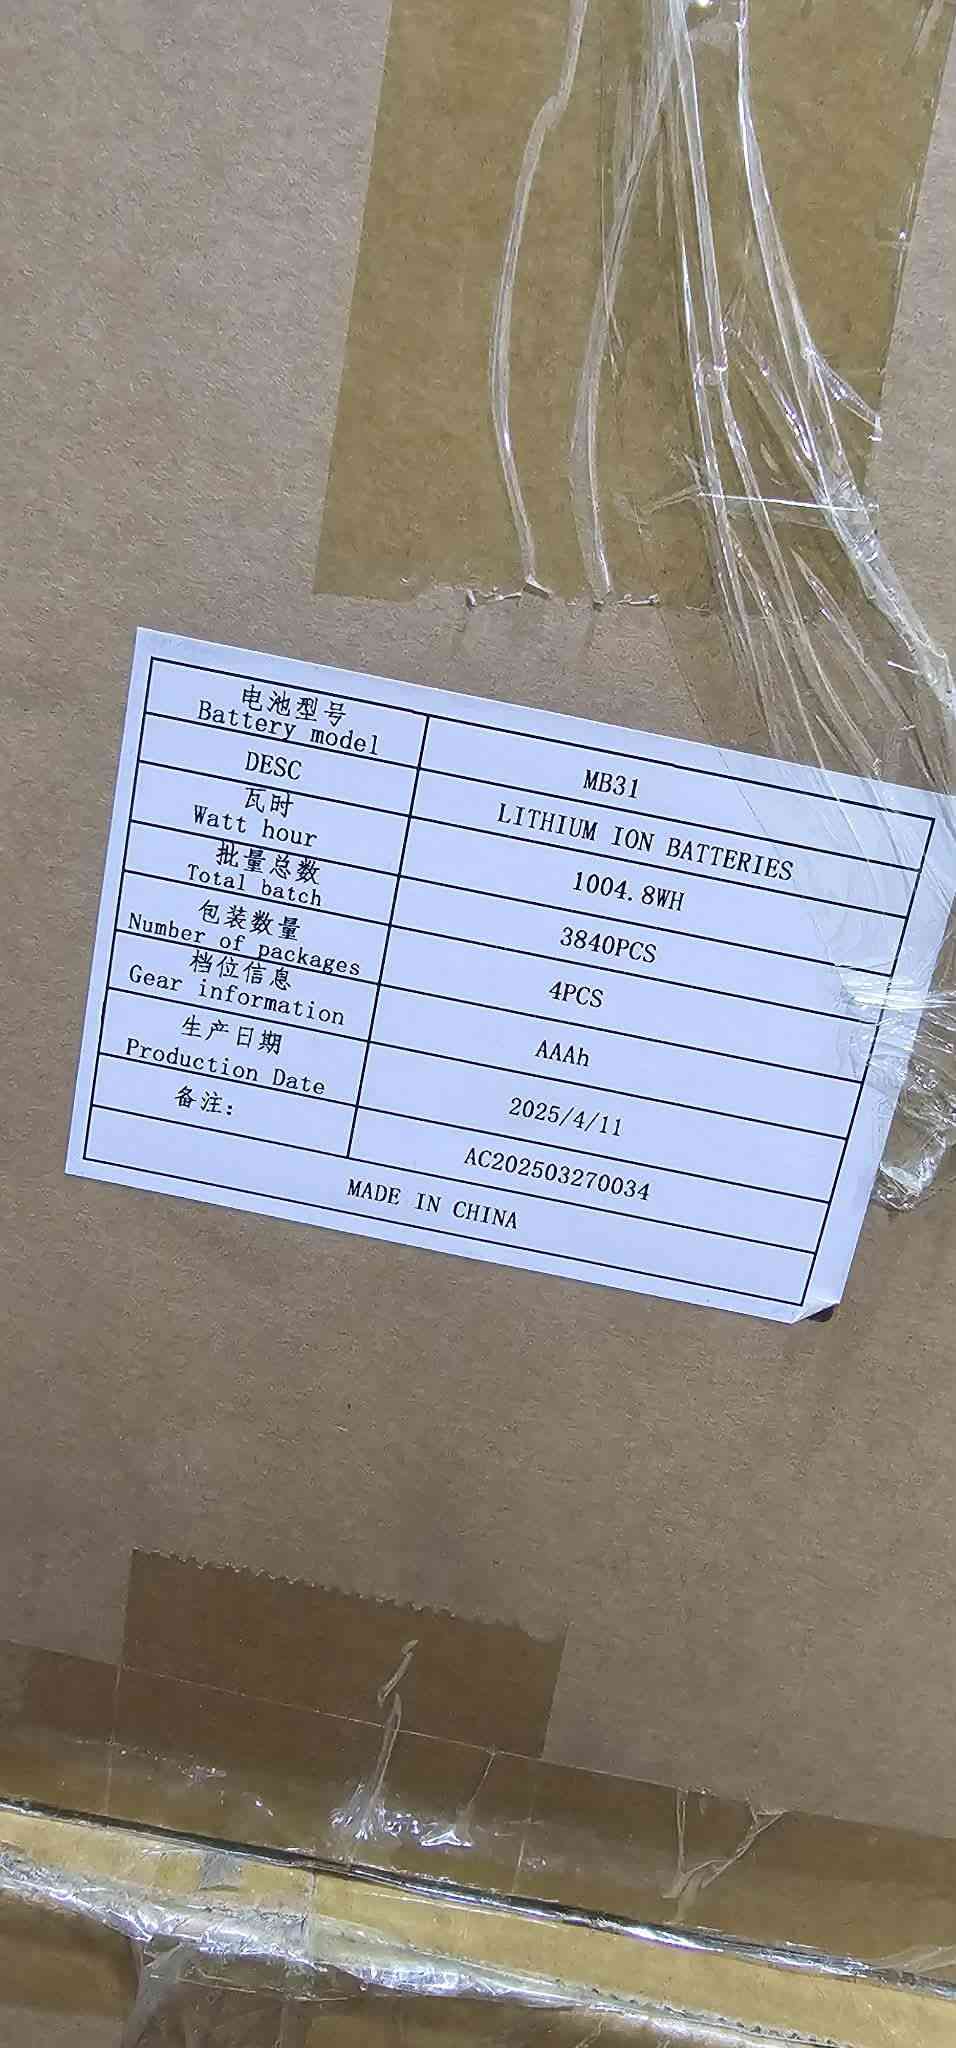 电池型号
Battery model
MB31
DESC
LITHIUM ION BATTERIES
瓦时
Watt hour
1004.8WH
批量总数
Total batch
3840PCS
包装数量
Number of packages
4PCS
档位信息
Gear information
AAAh
生产日期
Production Date
2025/4/11
备注:
AC202503270034
MADE IN CHINA